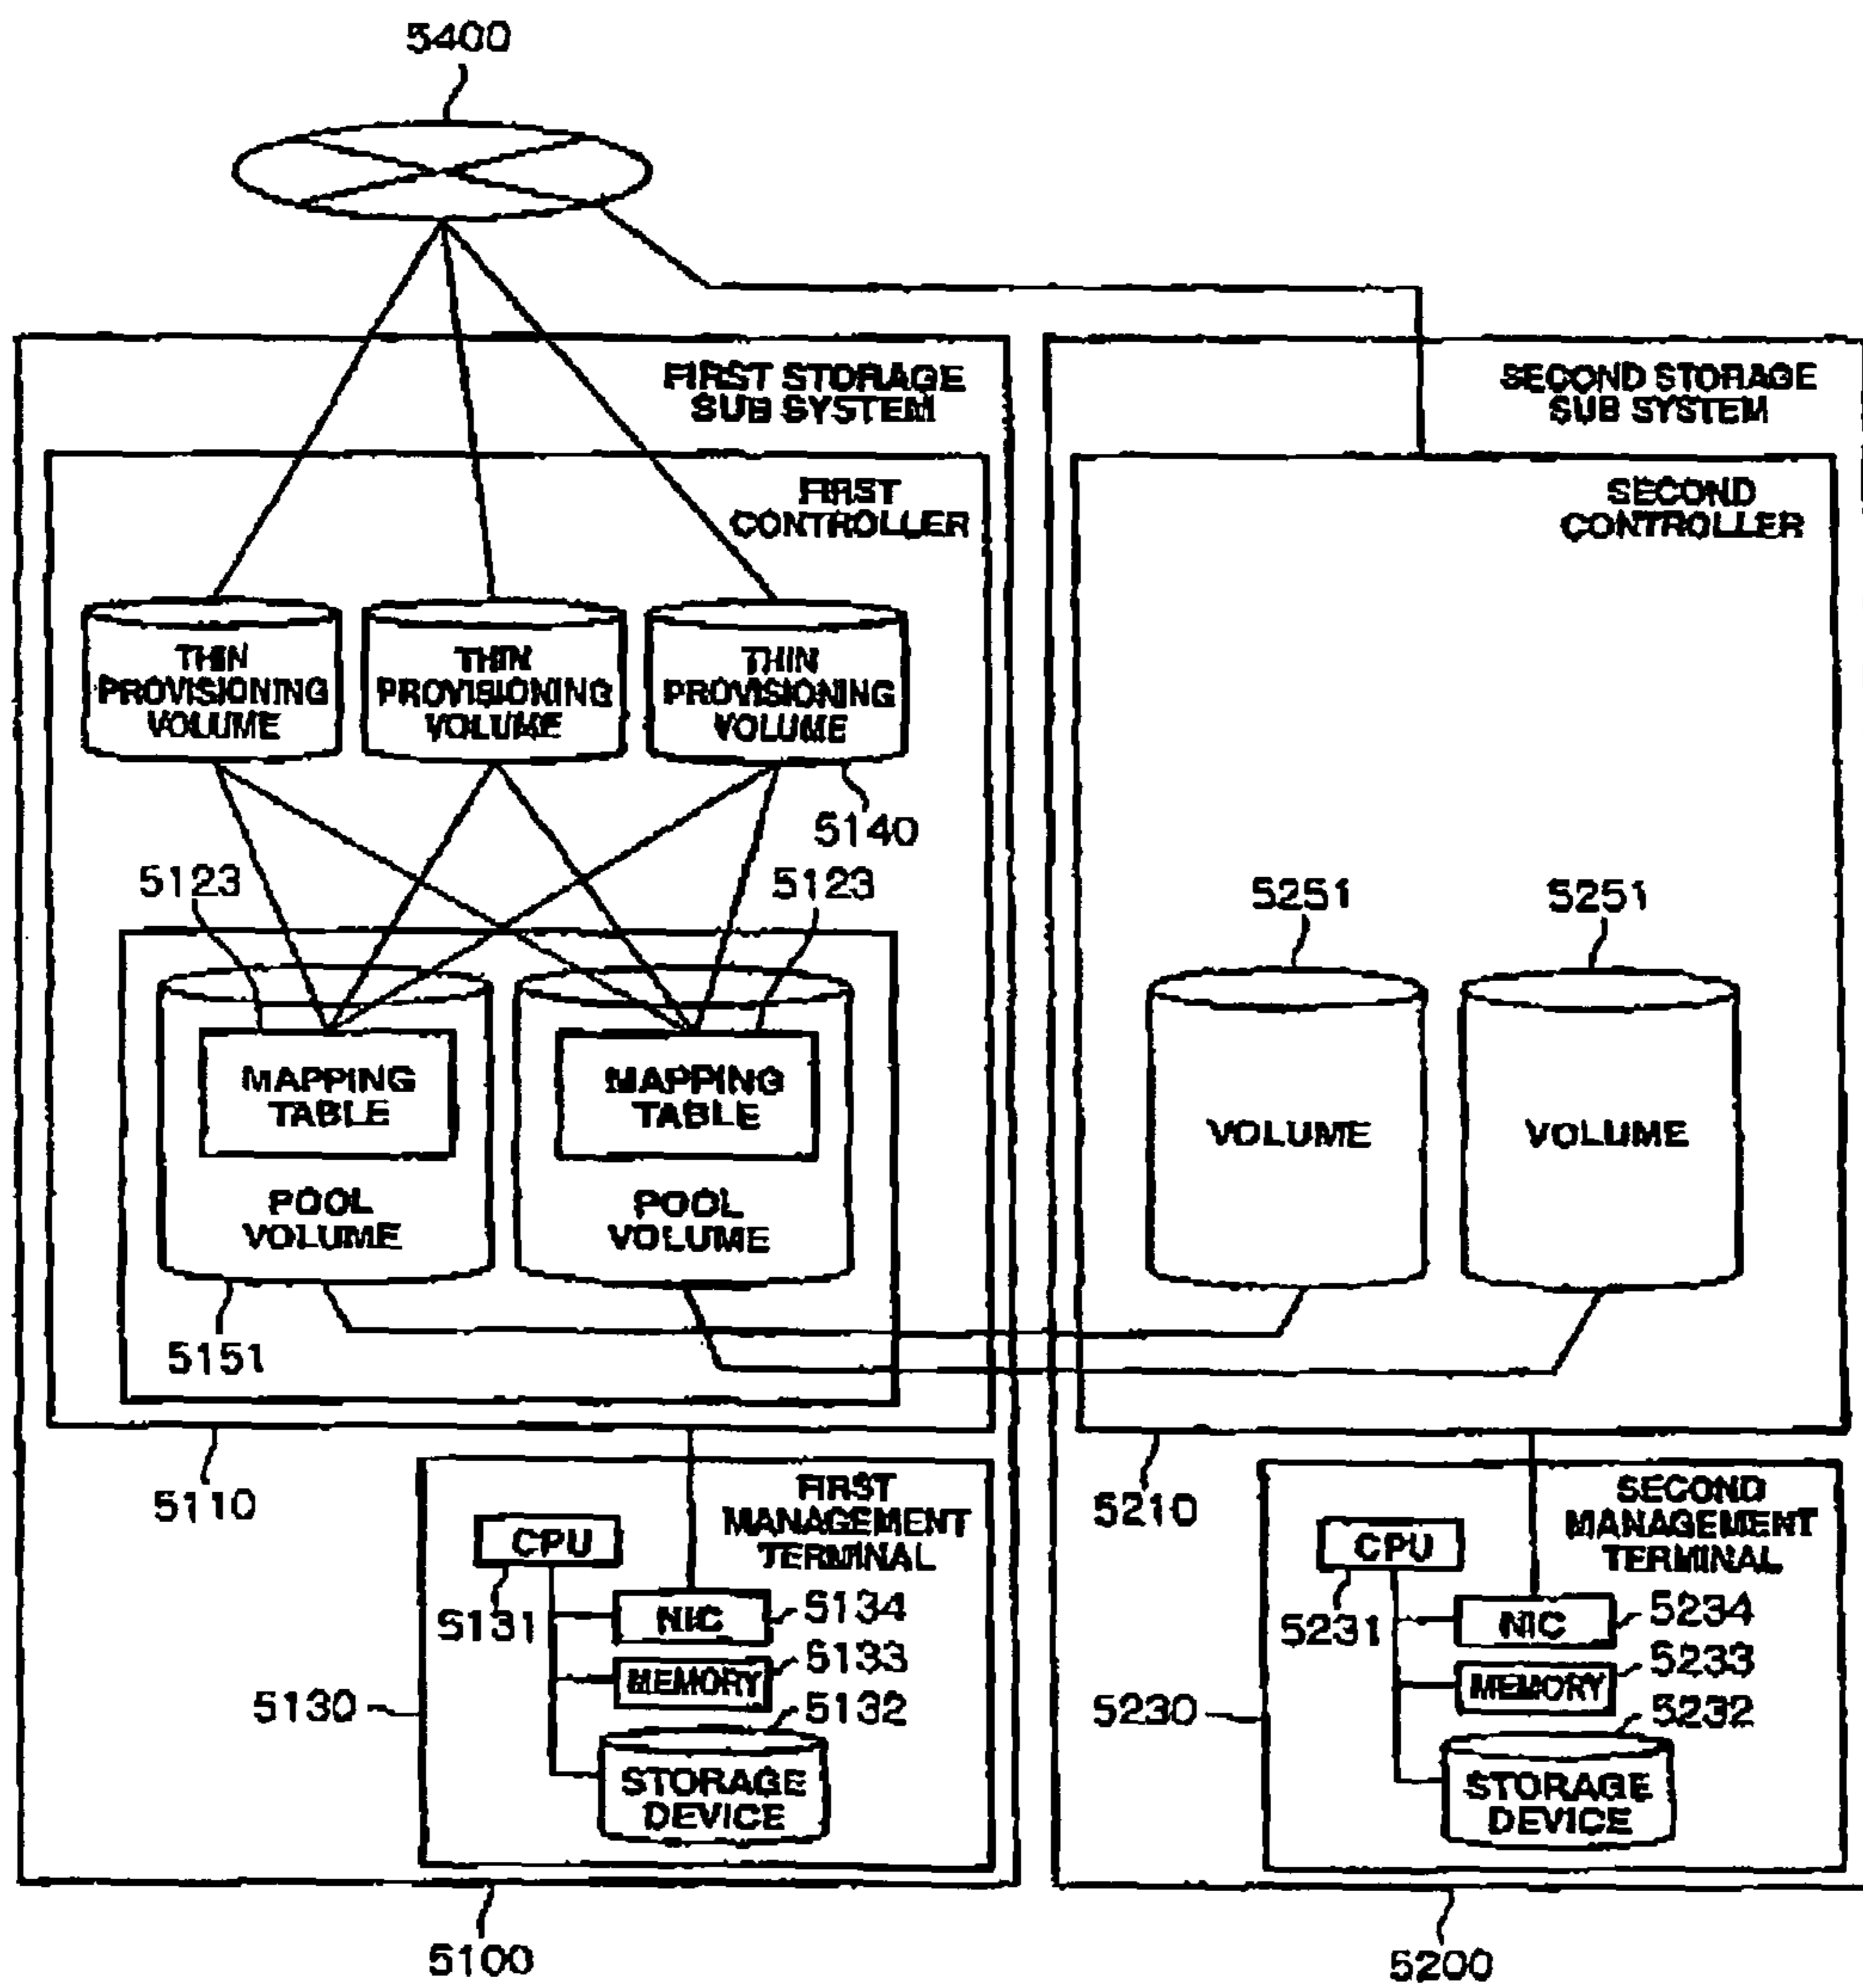 5400
FIRST STORAGE
SUB SYSTEM
SECOND STORAGE
SUB SYSTEM
FIRST
CONTROLLER
SECOND
CONTROLLER
THIN
PROVISIONING
VOLUME
THIN
PROVISIONING
VOLUME
THIN
PROVISIONING
VOLUME
5140
5123
5123
5251
5251
MAPPING
TABLE
MAPPING
TABLE
VOLUME
VOLUME
POOL
VOLUME
POOL
VOLUME
5151
5110
5210
FIRST
MANAGEMENT
TERMINAL
CPU
5131
NIC
5134
MEMORY
5133
5130
5132
STORAGE
DEVICE
SECOND
MANAGEMENT
TERMINAL
CPU
5231
NIC
5234
MEMORY
5233
5230
5232
STORAGE
DEVICE
5100
5200